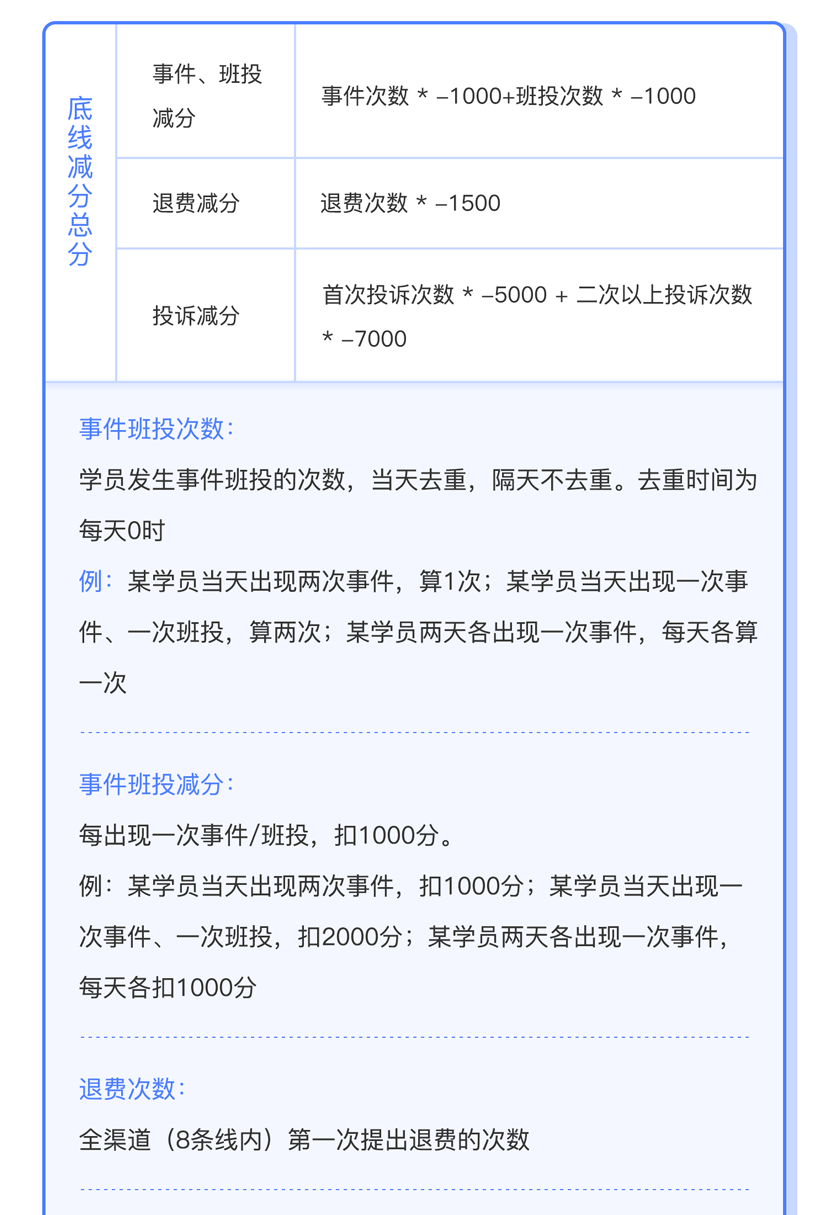 底线减分总分
事件、班投
减分
事件次数 * -1000+班投次数 * -1000
退费减分
退费次数 * -1500
投诉减分
首次投诉次数 * -5000 + 二次以上投诉次数
* -7000
事件班投次数：
学员发生事件班投的次数，当天去重，隔天不去重。去重时间为
每天0时
例：某学员当天出现两次事件，算1次；某学员当天出现一次事
件、一次班投，算两次；某学员两天各出现一次事件，每天各算
一次
事件班投减分：
每出现一次事件/班投，扣1000分。
例：某学员当天出现两次事件，扣1000分；某学员当天出现一
次事件、一次班投，扣2000分；某学员两天各出现一次事件，
每天各扣1000分
退费次数：
全渠道（8条线内）第一次提出退费的次数